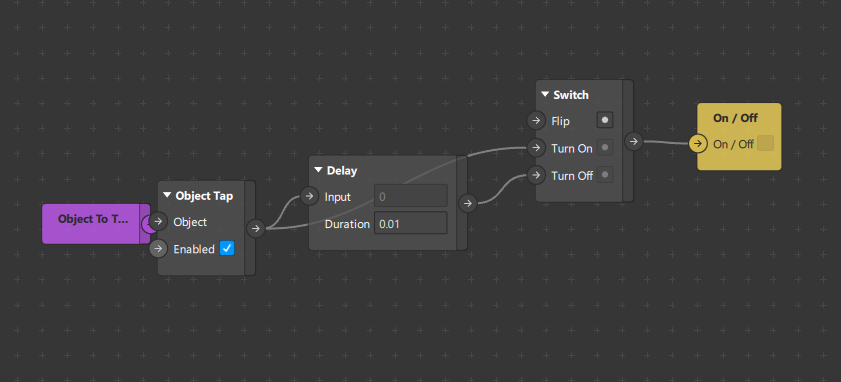 Object To T...
Object Tap
Object
Enabled
Delay
Input 0
Duration 0.01
Switch
Flip
Turn On
Turn Off
On / Off
On / Off